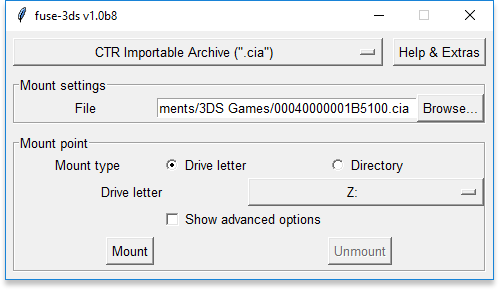 fuse-3ds v1.0b8
CTR Importable Archive (".cia")
Help & Extras
Mount settings
File
ments/3DS Games/00040000001B5100.cia
Browse...
Mount point
Mount type
Drive letter
Directory
Drive letter
Z:
Show advanced options
Mount
Unmount